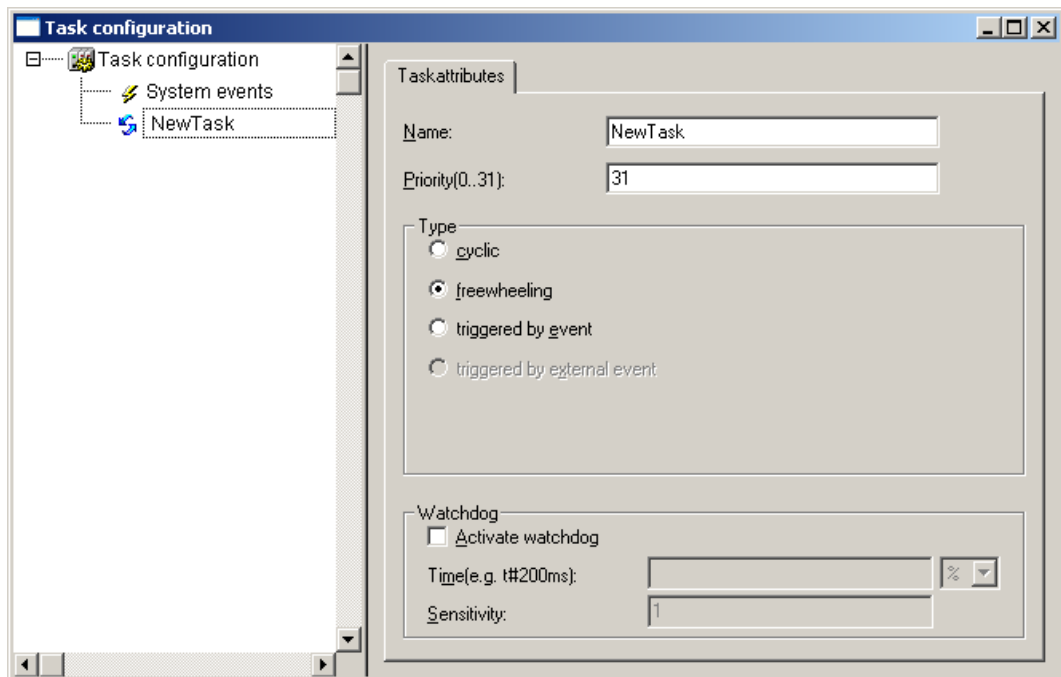 Task configuration
Task configuration
System events
NewTask
Taskattributes
Name:
NewTask
Priority(0..31):
31
Type
cyclic
freewheeling
triggered by event
triggered by external event
Watchdog
Activate watchdog
Time(e.g. t#200ms):
%
Sensitivity:
1